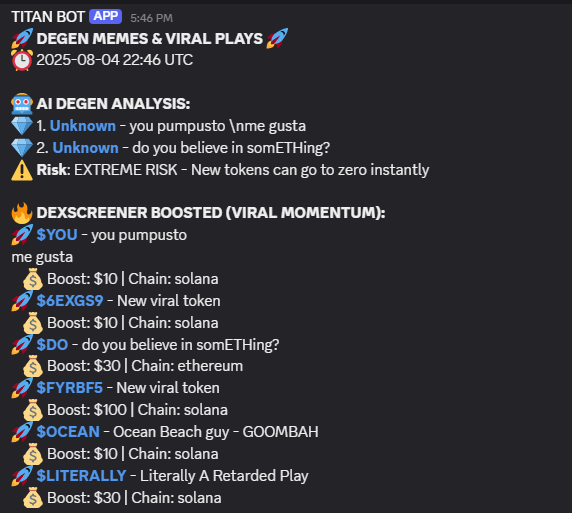 TITAN BOT APP 5:46 PM
🚀 DEGEN MEMES & VIRAL PLAYS 🚀
⏰ 2025-08-04 22:46 UTC
🤖 AI DEGEN ANALYSIS:
💎 1. Unknown - you pumpusto \nme gusta
💎 2. Unknown - do you believe in somETHing?
⚠️ Risk: EXTREME RISK - New tokens can go to zero instantly
🔥 DEXSCREENER BOOSTED (VIRAL MOMENTUM):
🚀 $YOU - you pumpusto
me gusta
💰 Boost: $10 | Chain: solana
🚀 $6EXGS9 - New viral token
💰 Boost: $10 | Chain: solana
🚀 $DO - do you believe in somETHing?
💰 Boost: $30 | Chain: ethereum
🚀 $FYRBF5 - New viral token
💰 Boost: $100 | Chain: solana
🚀 $OCEAN - Ocean Beach guy - GOOMBAH
💰 Boost: $10 | Chain: solana
🚀 $LITERALLY - Literally A Retarded Play
💰 Boost: $30 | Chain: solana